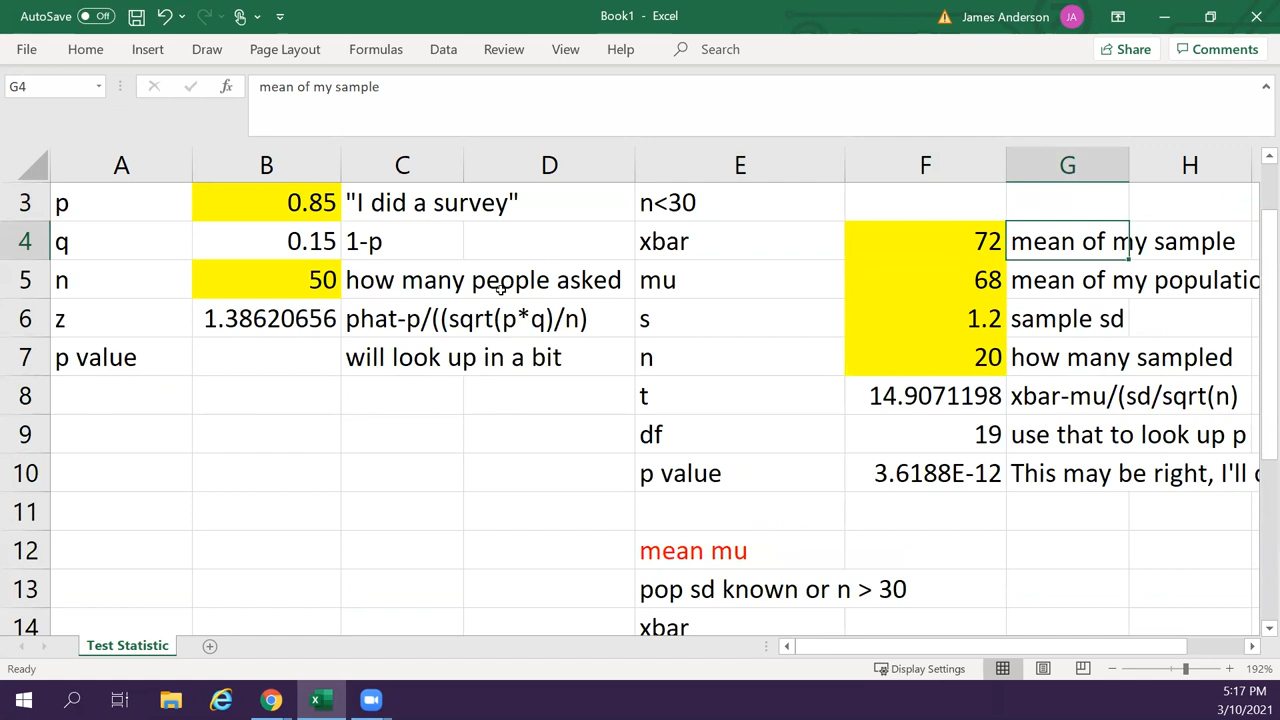 AutoSave Off Book1 - Excel James Anderson JA
File Home Insert Draw Page Layout Formulas Data Review View Help Search Share Comments
G4 fx mean of my sample
A B C D E F G H
3 p 0.85 "I did a survey" n<30
4 q 0.15 1-p xbar 72 mean of my sample
5 n 50 how many people asked mu 68 mean of my populatio
6 z 1.38620656 phat-p/((sqrt(p*q)/n) s 1.2 sample sd
7 p value will look up in a bit n 20 how many sampled
8 t 14.9071198 xbar-mu/(sd/sqrt(n)
9 df 19 use that to look up p
10 p value 3.6188E-12 This may be right, I'll
11
12 mean mu
13 pop sd known or n > 30
14 xbar
Test Statistic
Ready Display Settings 192%
5:17 PM
3/10/2021